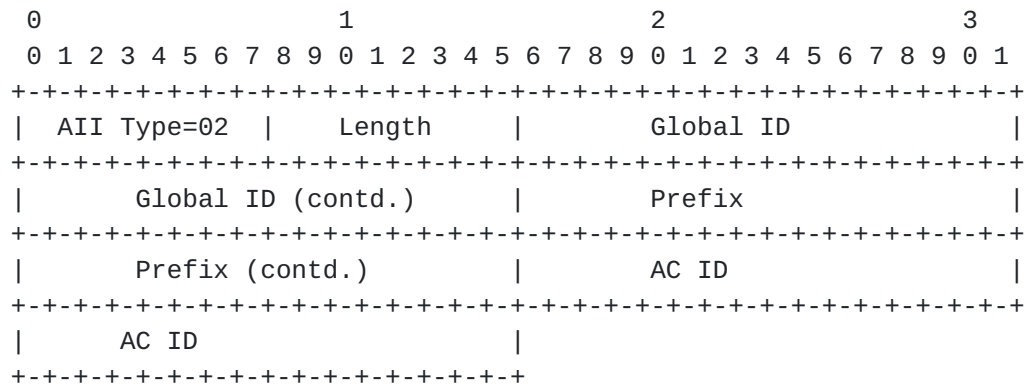 0                   1                   2                   3
 0 1 2 3 4 5 6 7 8 9 0 1 2 3 4 5 6 7 8 9 0 1 2 3 4 5 6 7 8 9 0 1
+-+-+-+-+-+-+-+-+-+-+-+-+-+-+-+-+-+-+-+-+-+-+-+-+-+-+-+-+-+-+-+-+
|  AII Type=02  |    Length     |        Global ID              |
+-+-+-+-+-+-+-+-+-+-+-+-+-+-+-+-+-+-+-+-+-+-+-+-+-+-+-+-+-+-+-+-+
|       Global ID (contd.)      |        Prefix                 |
+-+-+-+-+-+-+-+-+-+-+-+-+-+-+-+-+-+-+-+-+-+-+-+-+-+-+-+-+-+-+-+-+
|       Prefix (contd.)         |        AC ID                  |
+-+-+-+-+-+-+-+-+-+-+-+-+-+-+-+-+-+-+-+-+-+-+-+-+-+-+-+-+-+-+-+-+
|      AC ID                    |
+-+-+-+-+-+-+-+-+-+-+-+-+-+-+-+-+